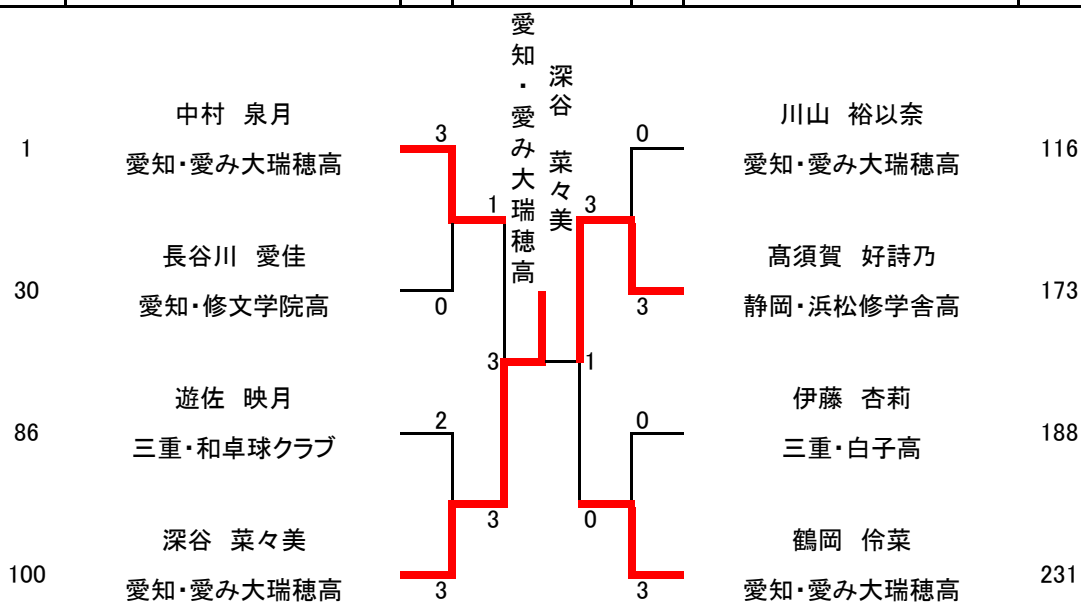 愛知・愛み大瑞穂高
深谷 菜々美
1
中村 泉月
愛知・愛み大瑞穂高
3
30
長谷川 愛佳
愛知・修文学院高
0
1
86
遊佐 映月
三重・和卓球クラブ
2
100
深谷 菜々美
愛知・愛み大瑞穂高
3
3
3
1
川山 裕以奈
愛知・愛み大瑞穂高
116
0
髙須賀 好詩乃
静岡・浜松修学舎高
173
3
3
伊藤 杏莉
三重・白子高
188
0
鶴岡 伶菜
愛知・愛み大瑞穂高
231
3
0